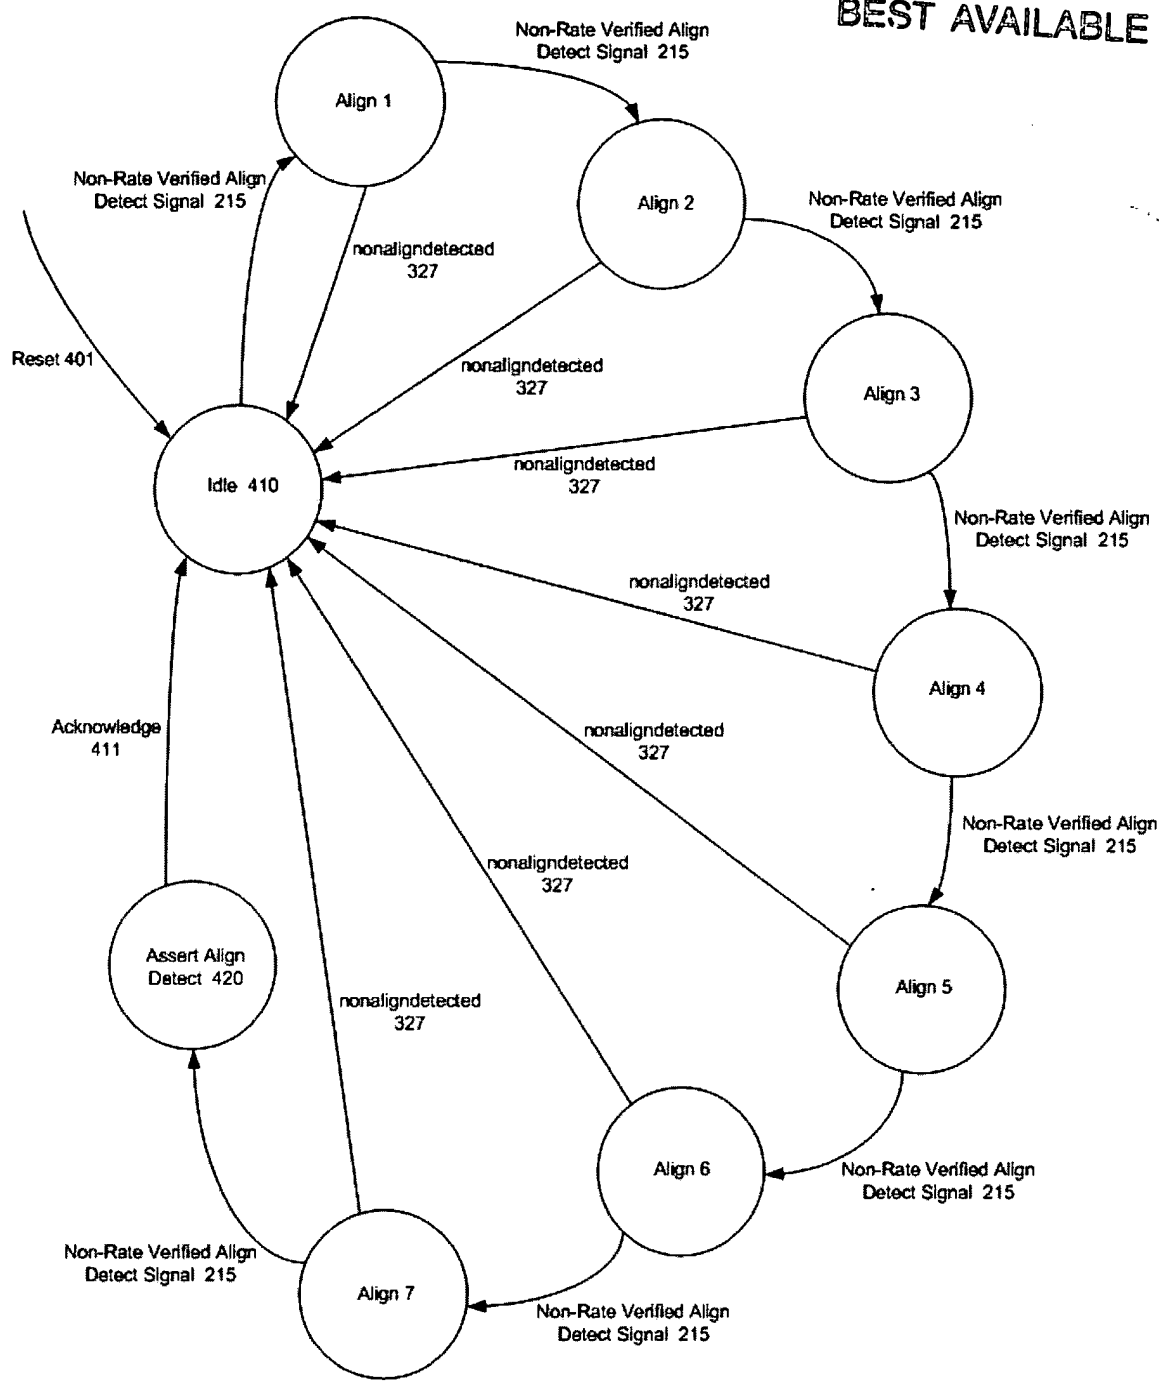 BEST AVAILABLE
Non-Rate Verified Align
Detect Signal 215
Align 1
Non-Rate Verified Align
Detect Signal 215
Align 2
Non-Rate Verified Align
Detect Signal 215
nonaligndetected
327
Reset 401
nonaligndetected
327
Align 3
nonaligndetected
327
Idle 410
Non-Rate Verified Align
Detect Signal 215
nonaligndetected
327
Align 4
Acknowledge
411
nonaligndetected
327
Non-Rate Verified Align
Detect Signal 215
nonaligndetected
327
Assert Align
Detect 420
Align 5
nonaligndetected
327
Align 6
Non-Rate Verified Align
Detect Signal 215
Non-Rate Verified Align
Detect Signal 215
Align 7
Non-Rate Verified Align
Detect Signal 215